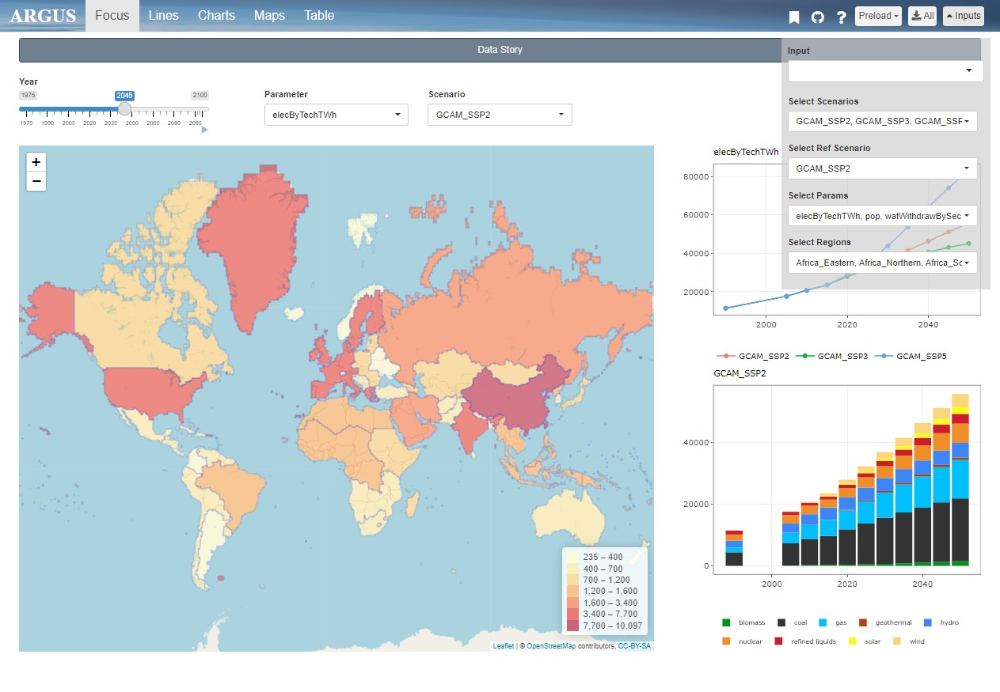 ARGUS
Focus
Lines
Charts
Maps
Table
?
Preload
All
Inputs
Data Story
Year
1975
2045
2100
1975 1990 2005 2020 2035 2050 2065 2080 2095
Parameter
elecByTechTWh
Scenario
GCAM_SSP2
Input
Select Scenarios
GCAM_SSP2, GCAM_SSP3, GCAM_SSF
Select Ref Scenario
GCAM_SSP2
Select Params
elecByTechTWh, pop, watWithdrawBySec
Select Regions
Africa_Eastern, Africa_Northern, Africa_Sc
+
−
235 – 400
400 – 700
700 – 1,200
1,200 – 1,600
1,600 – 3,400
3,400 – 7,700
7,700 – 10,097
Leaflet | © OpenStreetMap contributors, CC-BY-SA
elecByTechTWh
80000
60000
40000
20000
2000 2020 2040
GCAM_SSP2 GCAM_SSP3 GCAM_SSP5
GCAM_SSP2
40000
20000
0
2000 2020 2040
biomass coal gas geothermal hydro
nuclear refined liquids solar wind